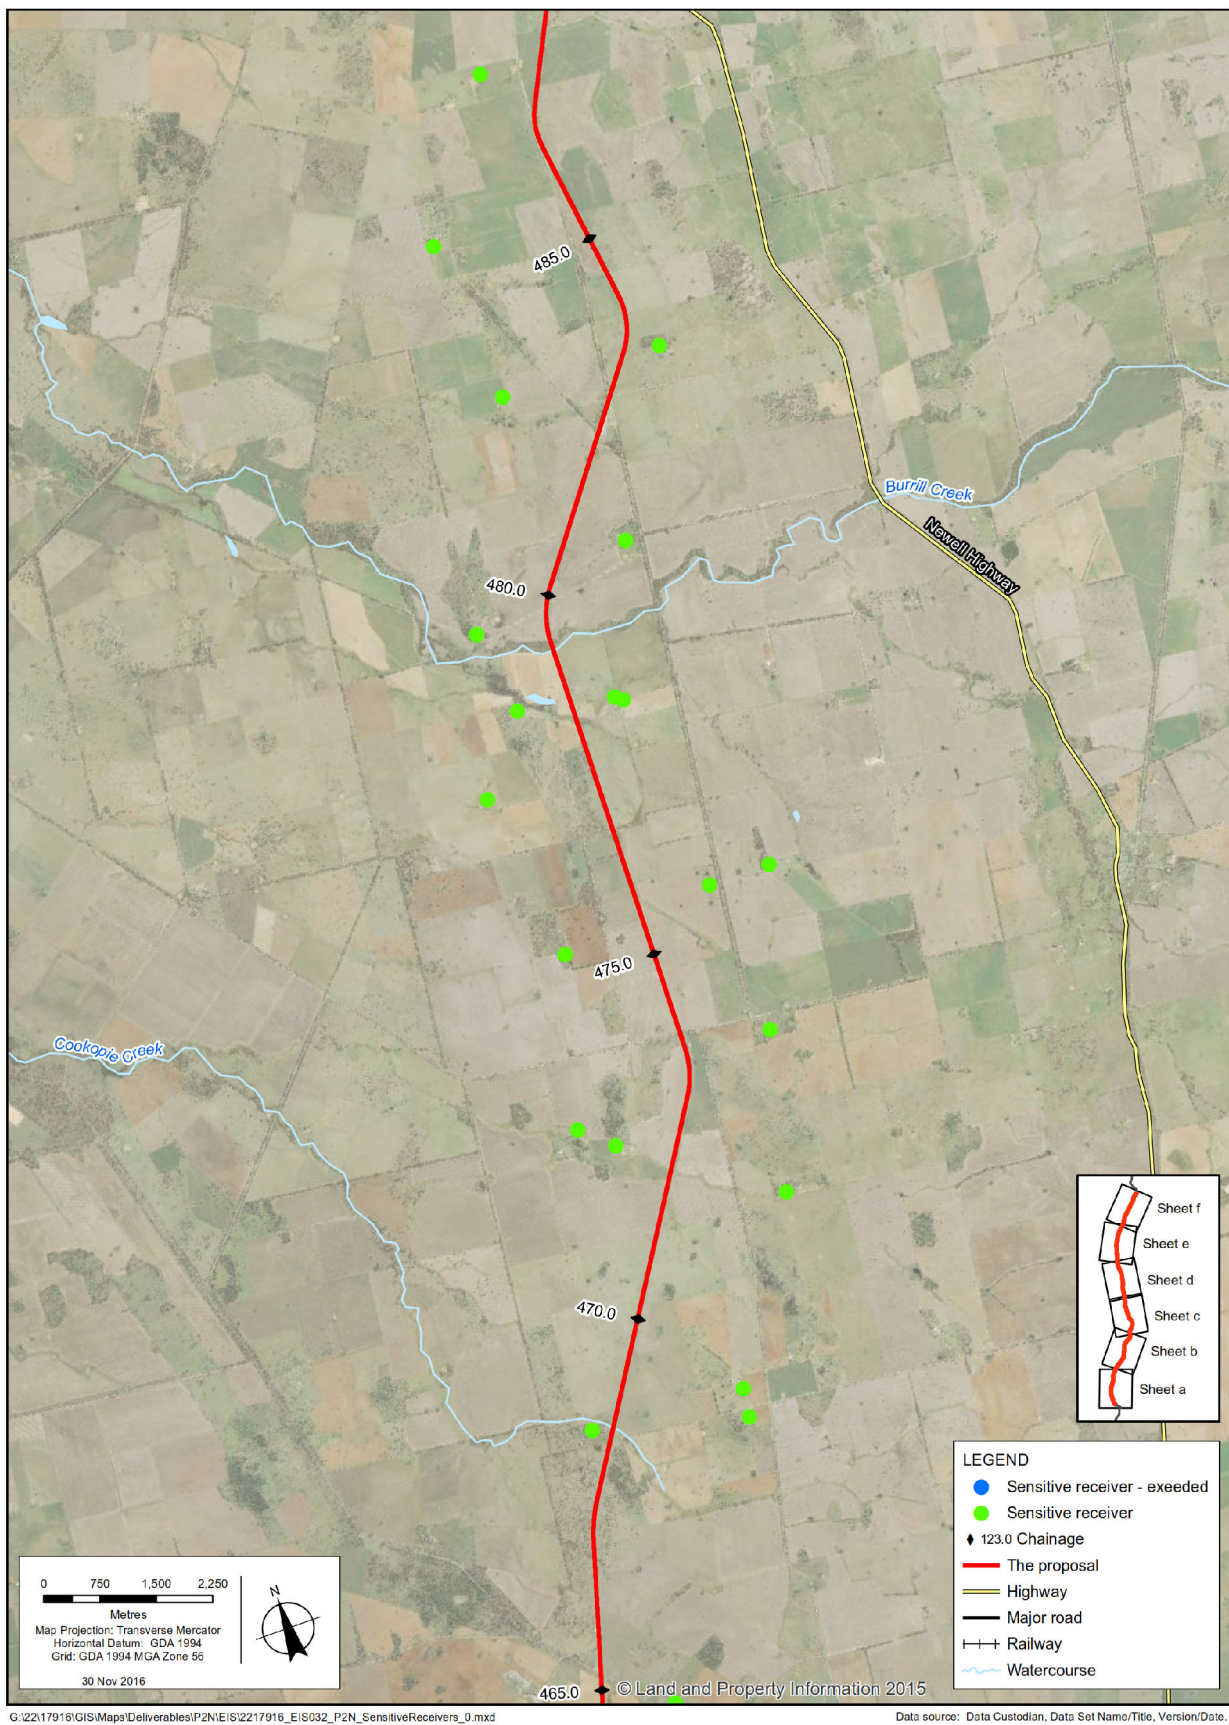 485.0
Burrill Creek
Newell Highway
480.0
475.0
Cookopie Creek
470.0
Sheet f
Sheet e
Sheet d
Sheet c
Sheet b
Sheet a
LEGEND
Sensitive receiver - exeeded
Sensitive receiver
123.0 Chainage
The proposal
Highway
Major road
Railway
Watercourse
0 750 1,500 2,250
Metres
Map Projection: Transverse Mercator
Horizontal Datum: GDA 1994
Grid: GDA 1994 MGA Zone 56
30 Nov 2016
N
465.0
© Land and Property Information 2015
G:\22\17916\GIS\Maps\Deliverables\P2N\EIS\2217916_EIS032_P2N_SensitiveReceivers_0.mxd
Data source: Data Custodian, Data Set Name/Title, Version/Date.